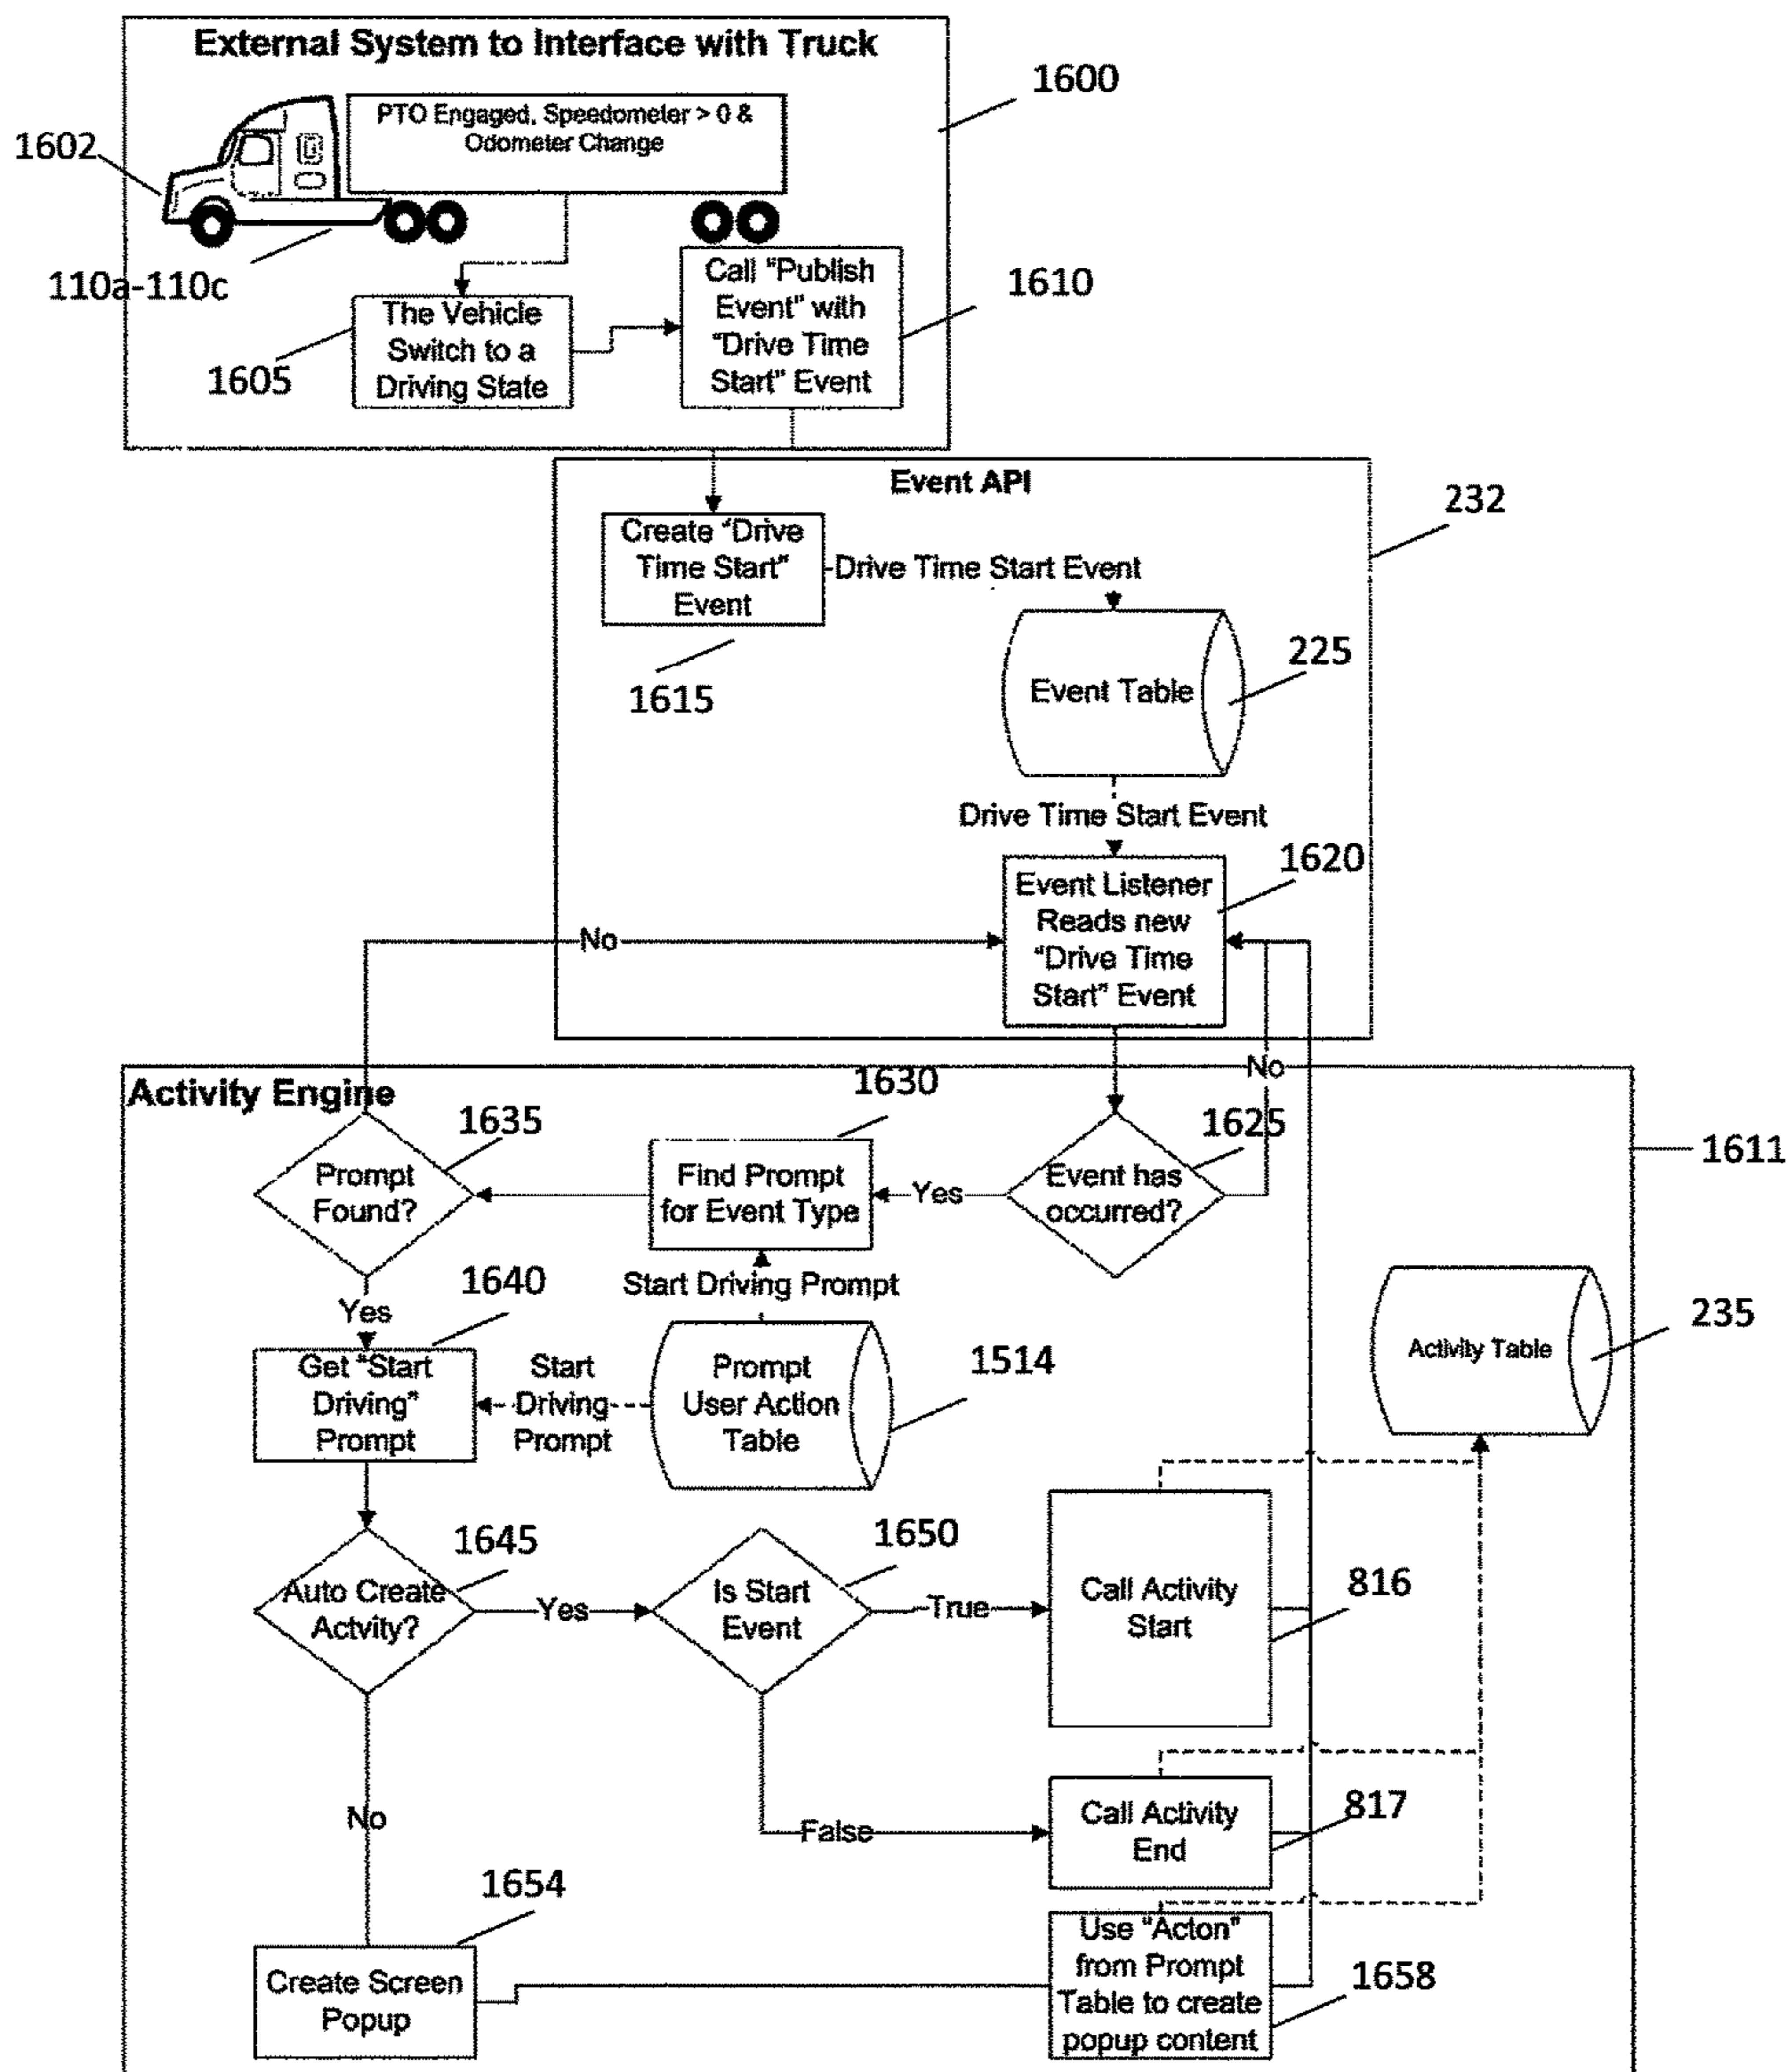 External System to Interface with Truck
1600
PTO Engaged, Speedometer > 0 &
Odometer Change
1602
110a-110c
Call "Publish
Event" with
"Drive Time
Start" Event
1610
The Vehicle
Switch to a
Driving State
1605
Event API
232
Create "Drive
Time Start"
Event
Drive Time Start Event
1615
Event Table
225
Drive Time Start Event
Event Listener
Reads new
"Drive Time
Start" Event
1620
No
No
Activity Engine
1630
1635
1625
1611
Prompt
Found?
Find Prompt
for Event Type
Yes
Event has
occurred?
Start Driving Prompt
1640
Yes
Get "Start
Driving"
Prompt
Start
Driving
Prompt
Prompt
User Action
Table
1514
Activity Table
235
1645
1650
Auto Create
Actvity?
Yes
Is Start
Event
True
Call Activity
Start
816
No
False
Call Activity
End
817
1654
Create Screen
Popup
Use "Acton"
from Prompt
Table to create
popup content
1658